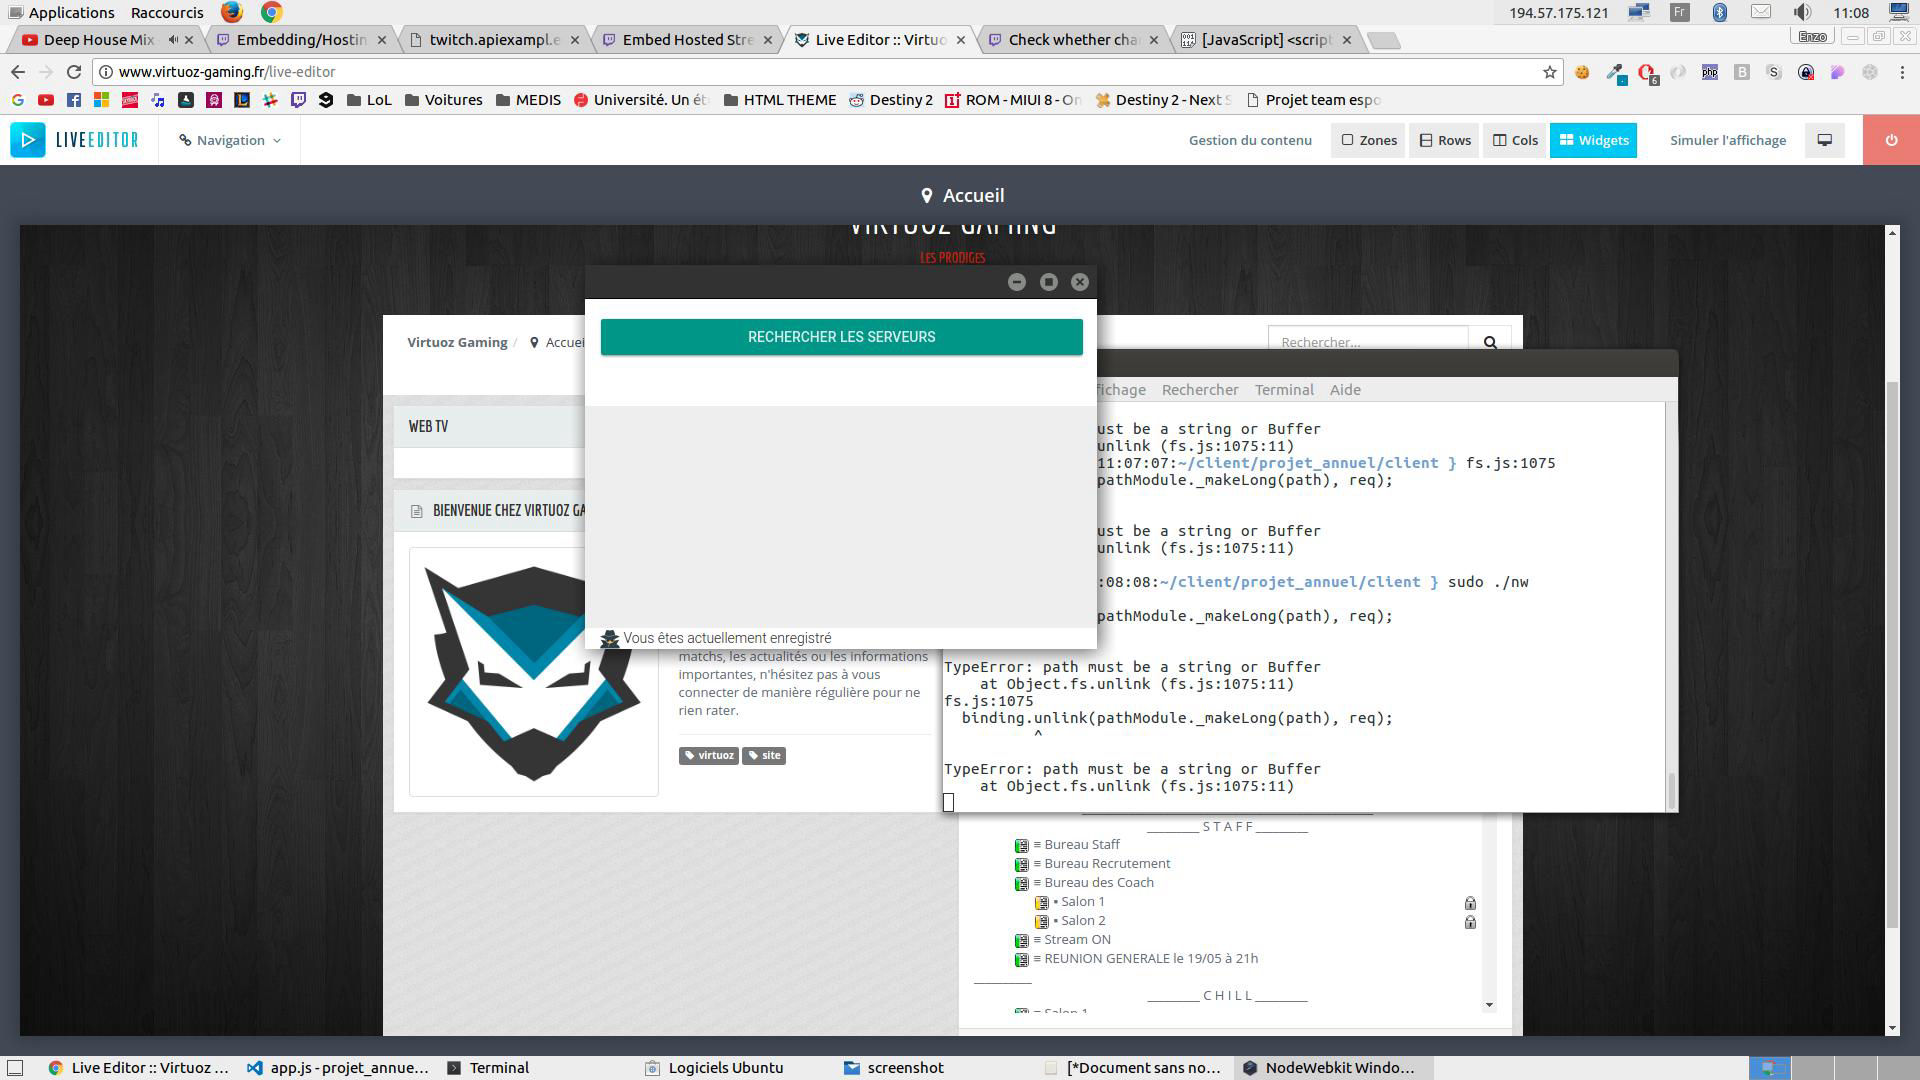 Applications Raccourcis 194.57.175.121 Fr 11:08
Deep House Mix Embedding/Hostin twitch.apiexampl.e Embed Hosted Stre Live Editor :: Virtuo Check whether cha [JavaScript] <script Enzo
www.virtuoz-gaming.fr/live-editor
LoL Voitures MEDIS Université. Un ét HTML THEME Destiny 2 ROM - MIUI 8 - On Destiny 2 - Next S Projet team espo
LIVEEDITOR Navigation Gestion du contenu Zones Rows Cols Widgets Simuler l'affichage
Accueil
VIRTUOZ GAMING
LES PRODIGES
RECHERCHER LES SERVEURS
Virtuoz Gaming / Accuei Rechercher...
ffichage Rechercher Terminal Aide
WEB TV
ust be a string or Buffer
unlink (fs.js:1075:11)
11:07:07:~/client/projet_annuel/client } fs.js:1075
pathModule._makeLong(path), req);
BIENVENUE CHEZ VIRTUOZ GA
ust be a string or Buffer
unlink (fs.js:1075:11)
:08:08:~/client/projet_annuel/client } sudo ./nw
pathModule._makeLong(path), req);
Vous êtes actuellement enregistré
matchs, les actualités ou les informations
importantes, n'hésitez pas à vous
connecter de manière régulière pour ne
rien rater.
virtuoz site
TypeError: path must be a string or Buffer
at Object.fs.unlink (fs.js:1075:11)
fs.js:1075
binding.unlink(pathModule._makeLong(path), req);
^
TypeError: path must be a string or Buffer
at Object.fs.unlink (fs.js:1075:11)
_________ S T A F F _________
≡ Bureau Staff
≡ Bureau Recrutement
≡ Bureau des Coach
▪ Salon 1
▪ Salon 2
≡ Stream ON
≡ REUNION GENERALE le 19/05 à 21h
_________ C H I L L _________
≡ Salon 1
Live Editor :: Virtuoz ... app.js - projet_annue... Terminal Logiciels Ubuntu screenshot [*Document sans no... NodeWebkit Windo...